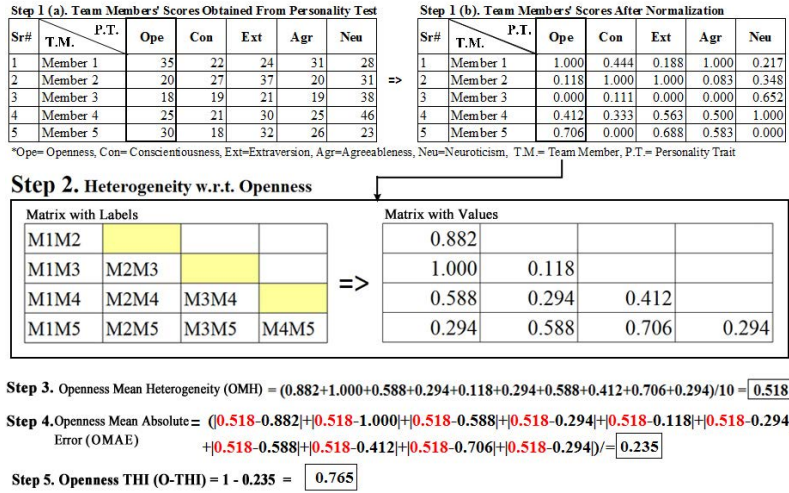 Step 1 (a). Team Members' Scores Obtained From Personality Test
Sr# P.T. T.M. Ope Con Ext Agr Neu
1 Member 1 35 22 24 31 28
2 Member 2 20 27 37 20 31
3 Member 3 18 19 21 19 38
4 Member 4 25 21 30 25 46
5 Member 5 30 18 32 26 23
=>
Step 1 (b). Team Members' Scores After Normalization
Sr# P.T. T.M. Ope Con Ext Agr Neu
1 Member 1 1.000 0.444 0.188 1.000 0.217
2 Member 2 0.118 1.000 1.000 0.083 0.348
3 Member 3 0.000 0.111 0.000 0.000 0.652
4 Member 4 0.412 0.333 0.563 0.500 1.000
5 Member 5 0.706 0.000 0.688 0.583 0.000
*Ope= Openness, Con= Conscientiousness, Ext=Extraversion, Agr=Agreeableness, Neu=Neuroticism, T.M.= Team Member, P.T.= Personality Trait
Step 2. Heterogeneity w.r.t. Openness
Matrix with Labels
M1M2
M1M3 M2M3
M1M4 M2M4 M3M4
M1M5 M2M5 M3M5 M4M5
=>
Matrix with Values
0.882
1.000 0.118
0.588 0.294 0.412
0.294 0.588 0.706 0.294
Step 3. Openness Mean Heterogeneity (OMH) = (0.882+1.000+0.588+0.294+0.118+0.294+0.588+0.412+0.706+0.294)/10 = 0.518
Step 4. Openness Mean Absolute = (|0.518-0.882|+|0.518-1.000|+|0.518-0.588|+|0.518-0.294|+|0.518-0.118|+|0.518-0.294
Error (OMAE) +|0.518-0.588|+|0.518-0.412|+|0.518-0.706|+|0.518-0.294|)/= 0.235
Step 5. Openness THI (O-THI) = 1 - 0.235 = 0.765